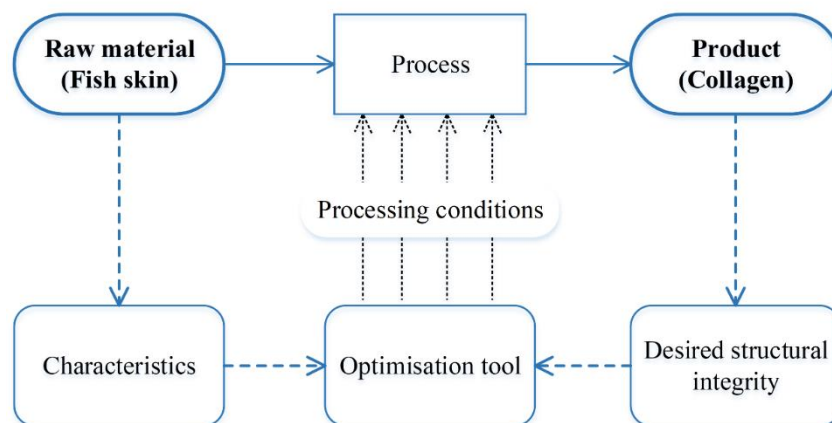 Raw material
(Fish skin)
Process
Product
(Collagen)
Processing conditions
Characteristics
Optimisation tool
Desired structural
integrity